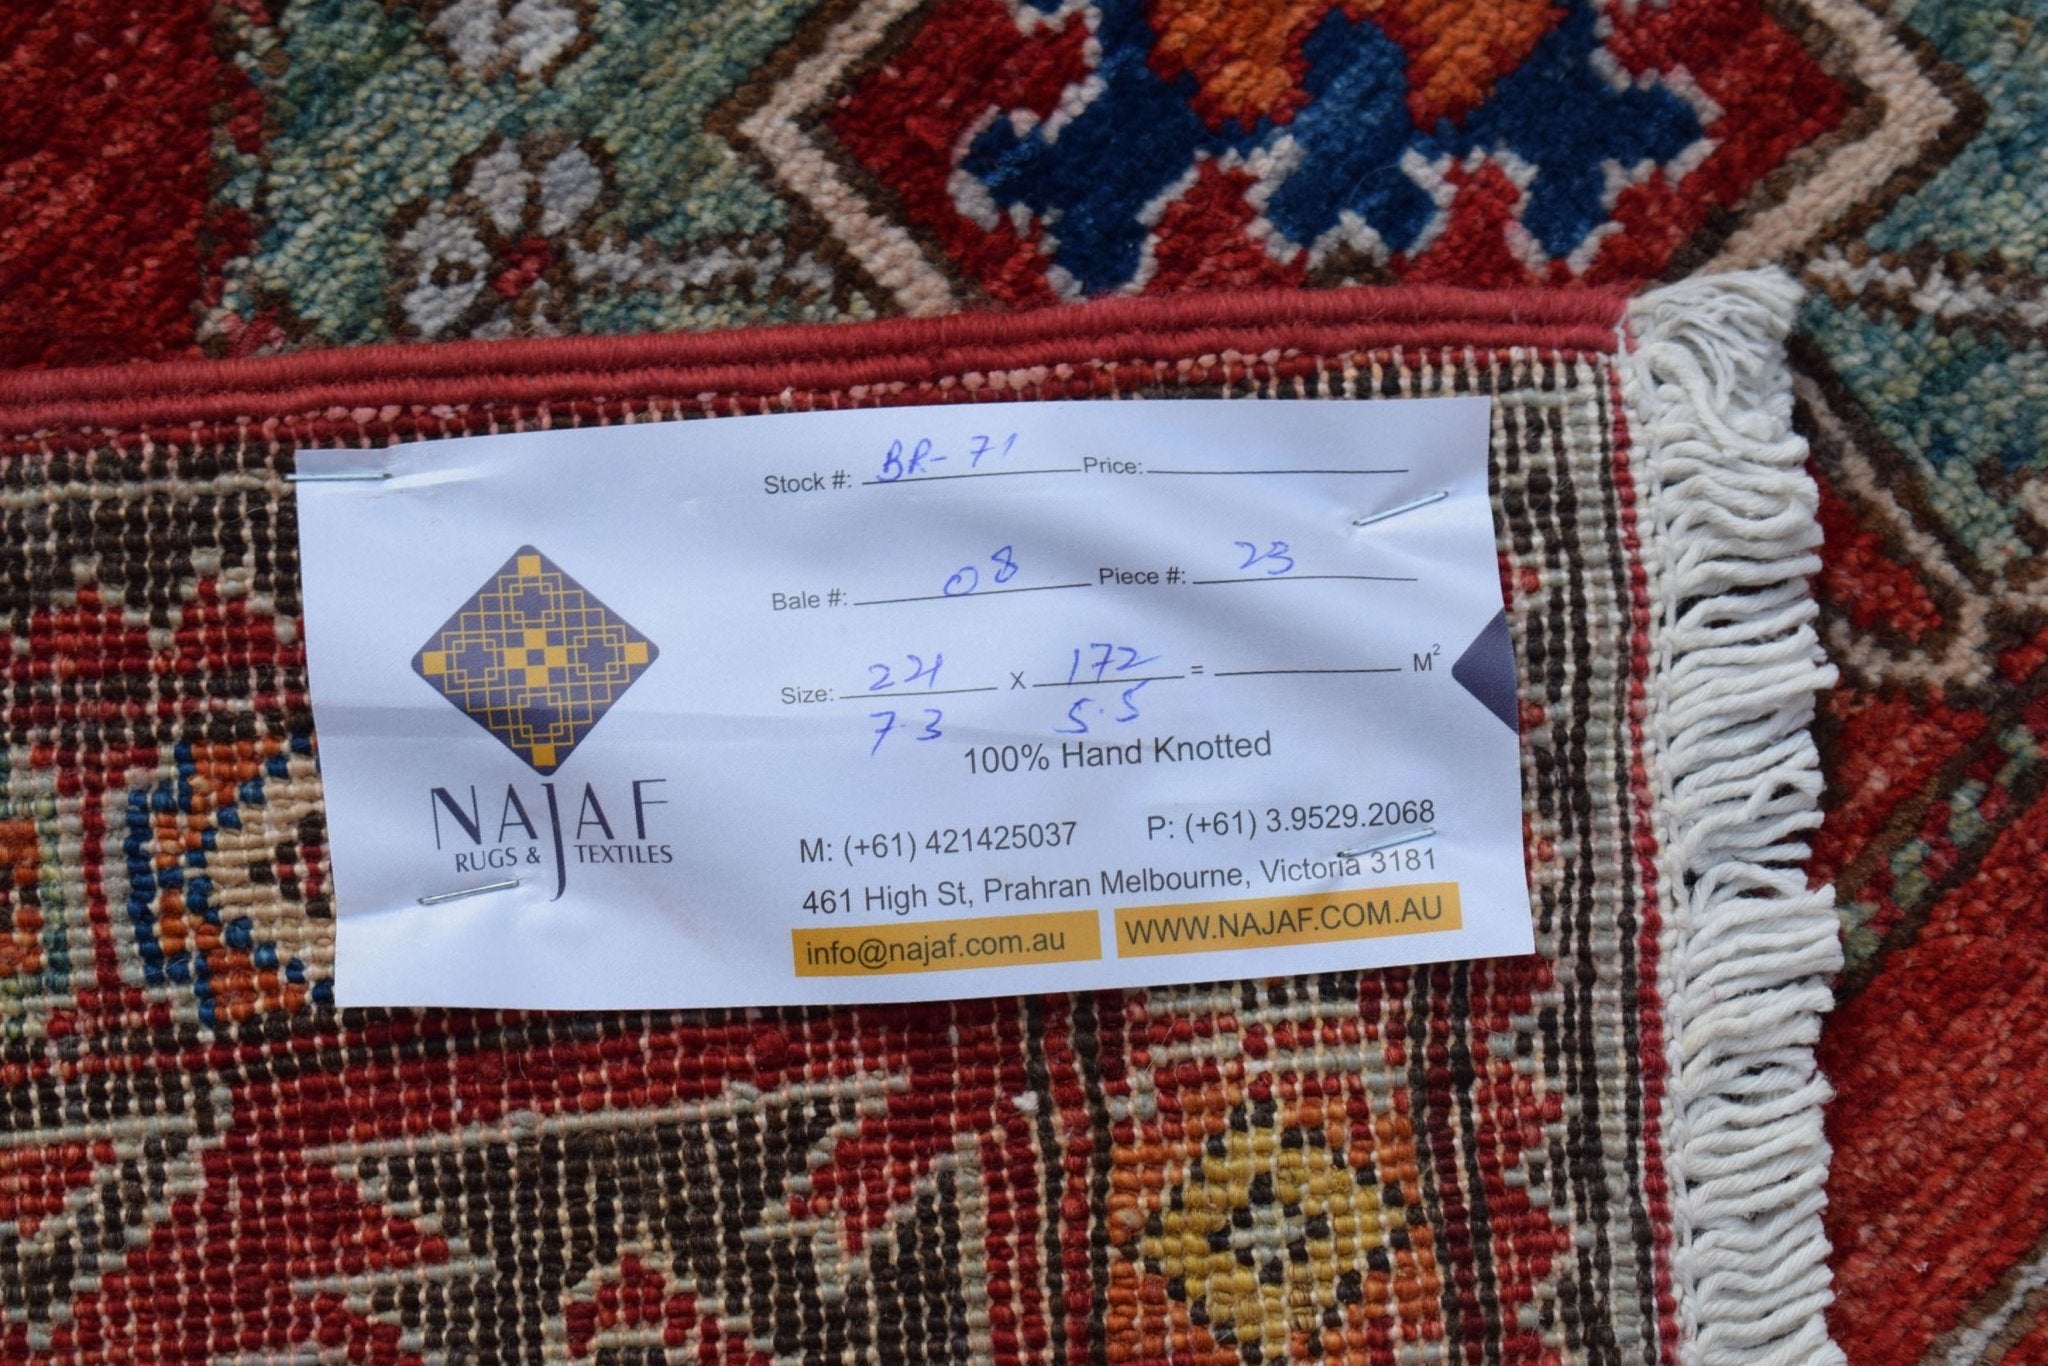 Stock #: BR-71 Price:
Bale #: 08 Piece #: 23
Size: 221 x 172 = M²
7.3 5.5
100% Hand Knotted
NAJAF
RUGS & TEXTILES
M: (+61) 421425037 P: (+61) 3.9529.2068
461 High St, Prahran Melbourne, Victoria 3181
info@najaf.com.au WWW.NAJAF.COM.AU